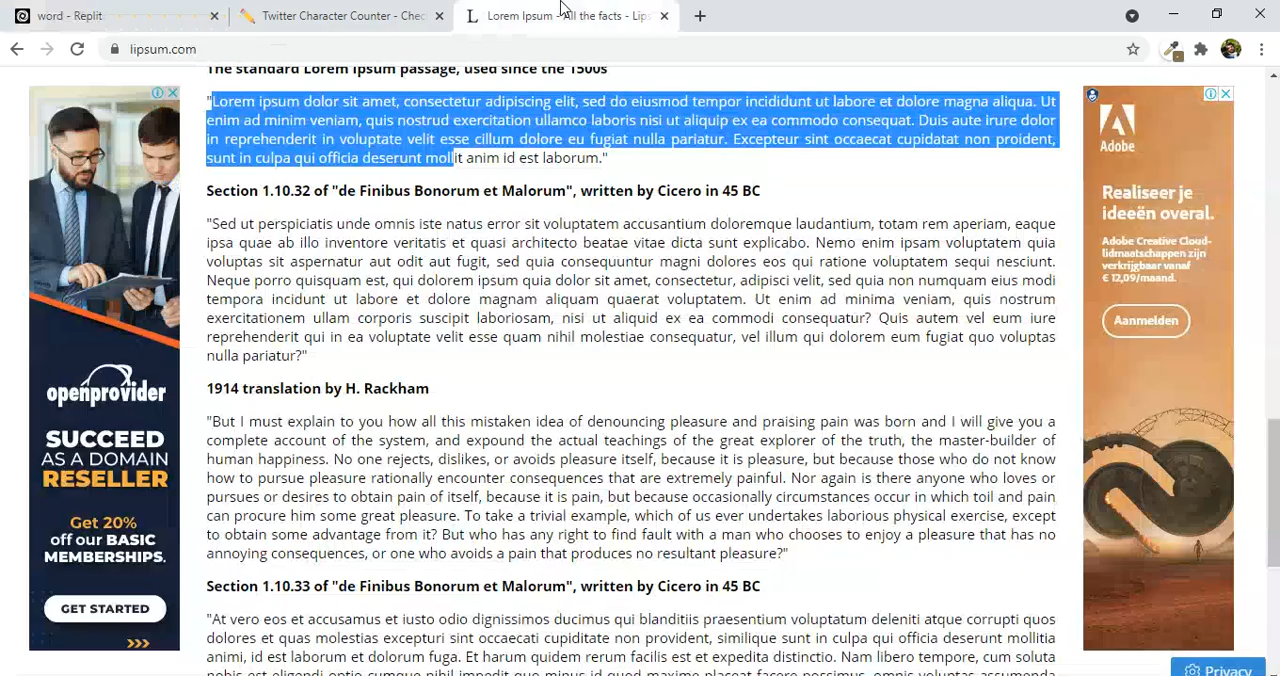 word - Replit
Twitter Character Counter - Chec
Lorem Ipsum - All the facts - Lips
lipsum.com
The standard Lorem Ipsum passage, used since the 1500s
"Lorem ipsum dolor sit amet, consectetur adipiscing elit, sed do eiusmod tempor incididunt ut labore et dolore magna aliqua. Ut
enim ad minim veniam, quis nostrud exercitation ullamco laboris nisi ut aliquip ex ea commodo consequat. Duis aute irure dolor
in reprehenderit in voluptate velit esse cillum dolore eu fugiat nulla pariatur. Excepteur sint occaecat cupidatat non proident,
sunt in culpa qui officia deserunt mollit anim id est laborum."
Section 1.10.32 of "de Finibus Bonorum et Malorum", written by Cicero in 45 BC
"Sed ut perspiciatis unde omnis iste natus error sit voluptatem accusantium doloremque laudantium, totam rem aperiam, eaque
ipsa quae ab illo inventore veritatis et quasi architecto beatae vitae dicta sunt explicabo. Nemo enim ipsam voluptatem quia
voluptas sit aspernatur aut odit aut fugit, sed quia consequuntur magni dolores eos qui ratione voluptatem sequi nesciunt.
Neque porro quisquam est, qui dolorem ipsum quia dolor sit amet, consectetur, adipisci velit, sed quia non numquam eius modi
tempora incidunt ut labore et dolore magnam aliquam quaerat voluptatem. Ut enim ad minima veniam, quis nostrum
exercitationem ullam corporis suscipit laboriosam, nisi ut aliquid ex ea commodi consequatur? Quis autem vel eum iure
reprehenderit qui in ea voluptate velit esse quam nihil molestiae consequatur, vel illum qui dolorem eum fugiat quo voluptas
nulla pariatur?"
1914 translation by H. Rackham
"But I must explain to you how all this mistaken idea of denouncing pleasure and praising pain was born and I will give you a
complete account of the system, and expound the actual teachings of the great explorer of the truth, the master-builder of
human happiness. No one rejects, dislikes, or avoids pleasure itself, because it is pleasure, but because those who do not know
how to pursue pleasure rationally encounter consequences that are extremely painful. Nor again is there anyone who loves or
pursues or desires to obtain pain of itself, because it is pain, but because occasionally circumstances occur in which toil and pain
can procure him some great pleasure. To take a trivial example, which of us ever undertakes laborious physical exercise, except
to obtain some advantage from it? But who has any right to find fault with a man who chooses to enjoy a pleasure that has no
annoying consequences, or one who avoids a pain that produces no resultant pleasure?"
Section 1.10.33 of "de Finibus Bonorum et Malorum", written by Cicero in 45 BC
"At vero eos et accusamus et iusto odio dignissimos ducimus qui blanditiis praesentium voluptatum deleniti atque corrupti quos
dolores et quas molestias excepturi sint occaecati cupiditate non provident, similique sunt in culpa qui officia deserunt mollitia
animi, id est laborum et dolorum fuga. Et harum quidem rerum facilis est et expedita distinctio. Nam libero tempore, cum soluta
nobis est eligendi optio cumque nihil impedit quo minus id quod maxime placeat facere possimus, omnis voluptas assumenda
openprovider
SUCCEED
AS A DOMAIN
RESELLER
Get 20%
off our BASIC
MEMBERSHIPS.
GET STARTED
Adobe
Realiseer je
ideeën overal.
Adobe Creative Cloud-
lidmaatschappen zijn
verkrijgbaar vanaf
€ 12,09/maand.
Aanmelden
Privacy